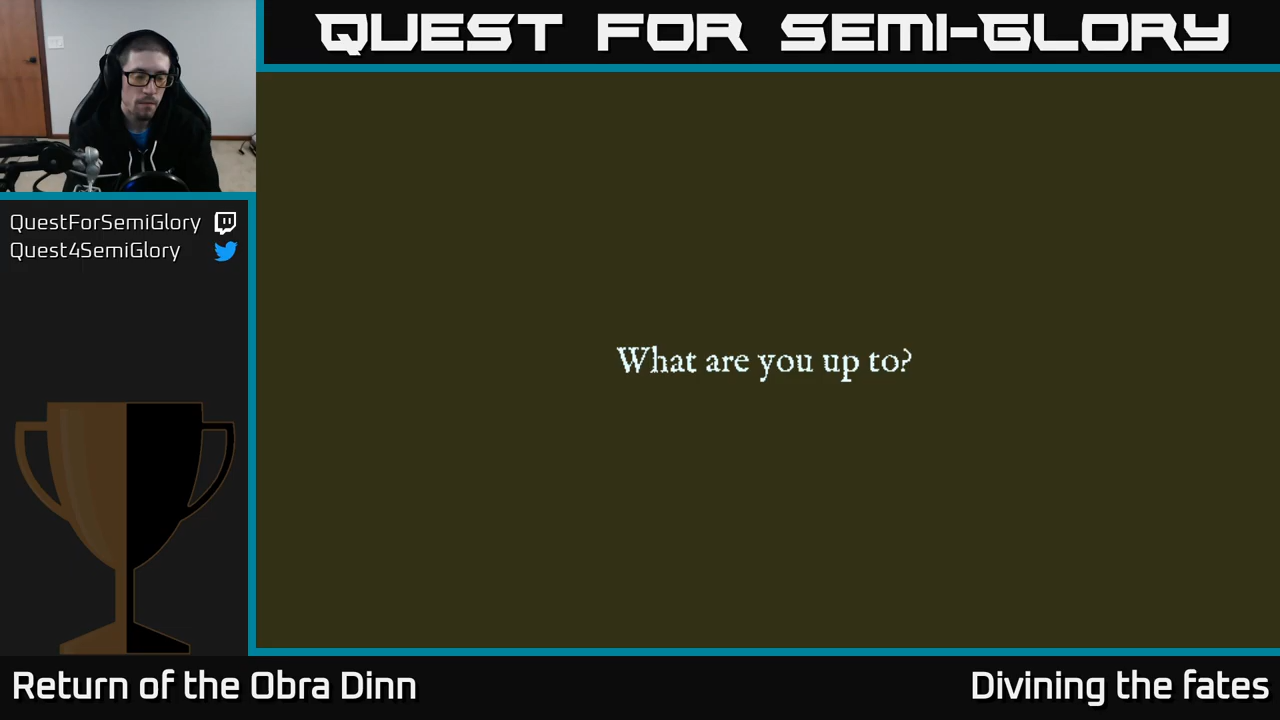 QUEST FOR SEMI-GLORY
QuestForSemiGlory
Quest4SemiGlory
What are you up to?
Return of the Obra Dinn
Divining the fates